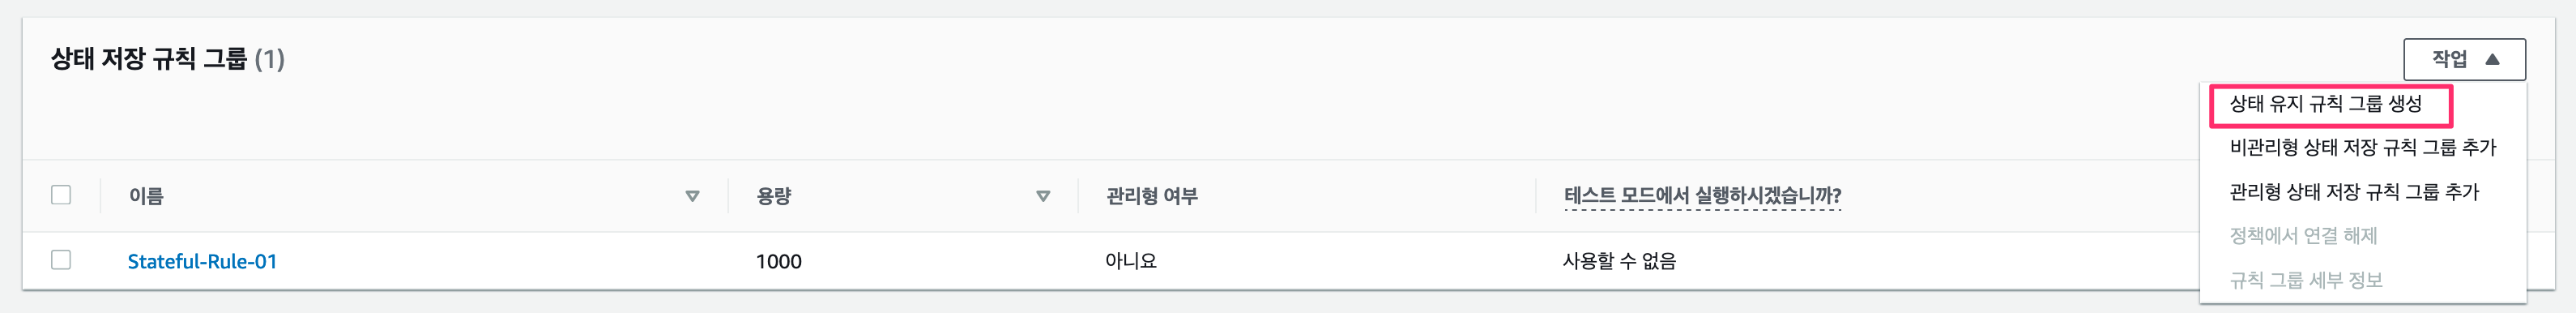 상태 저장 규칙 그룹 (1)
작업
상태 유지 규칙 그룹 생성
비관리형 상태 저장 규칙 그룹 추가
관리형 상태 저장 규칙 그룹 추가
정책에서 연결 해제
규칙 그룹 세부 정보
이름 용량 관리형 여부 테스트 모드에서 실행하시겠습니까?
Stateful-Rule-01 1000 아니요 사용할 수 없음